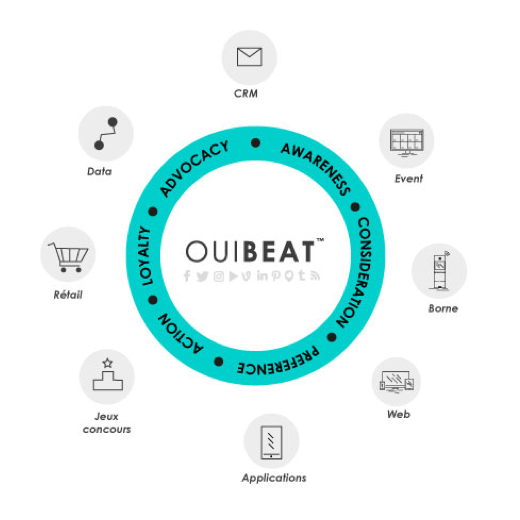 CRM
Data
Event
ADVOCACY
AWARENESS
LOYALTY
CONSIDERATION
OUIBEAT™
Rétail
Borne
ACTION
PREFERENCE
Jeux
concours
Web
Applications